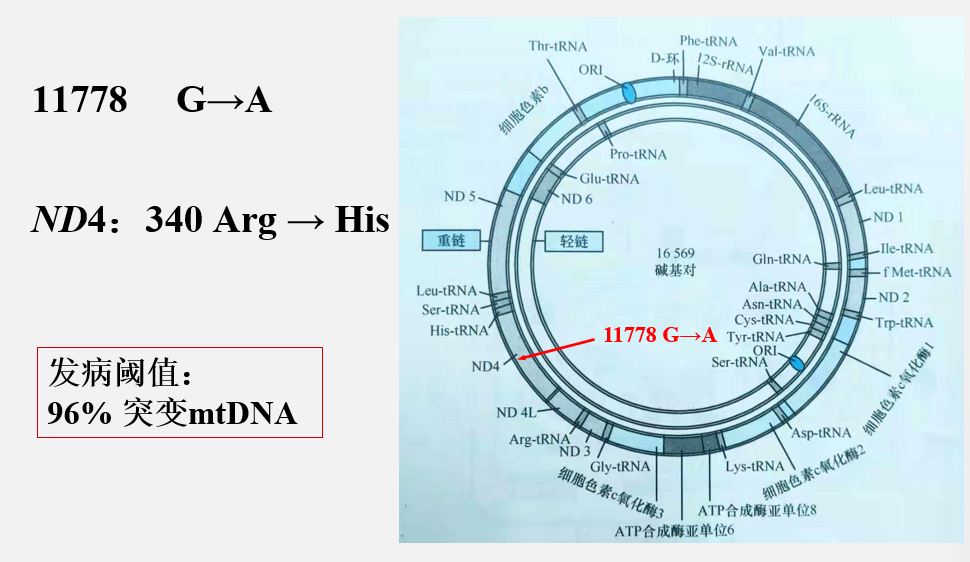 11778 G→A
ND4：340 Arg → His
发病阈值：
96% 突变mtDNA
Thr-tRNA
ORI
D-环
Phe-tRNA
12S-rRNA
Val-tRNA
16S-rRNA
细胞色素b
Pro-tRNA
Glu-tRNA
ND 6
ND 5
Leu-tRNA
ND 1
重链
轻链
16 569
碱基对
Gln-tRNA
Ile-tRNA
f Met-tRNA
Ala-tRNA
Asn-tRNA
Cys-tRNA
Tyr-tRNA
ORI
Ser-tRNA
ND 2
Trp-tRNA
Leu-tRNA
Ser-tRNA
His-tRNA
11778 G→A
ND4
细胞色素c氧化酶1
ND 4L
Arg-tRNA
ND 3
Gly-tRNA
细胞色素c氧化酶3
Asp-tRNA
细胞色素c氧化酶2
Lys-tRNA
ATP合成酶亚单位8
ATP合成酶亚单位6